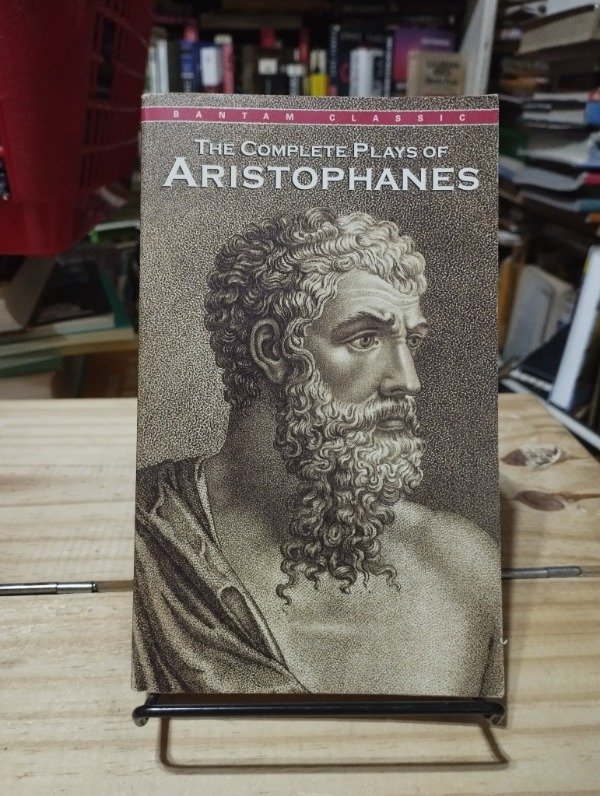 BANTAM CLASSIC
THE COMPLETE PLAYS OF
ARISTOPHANES